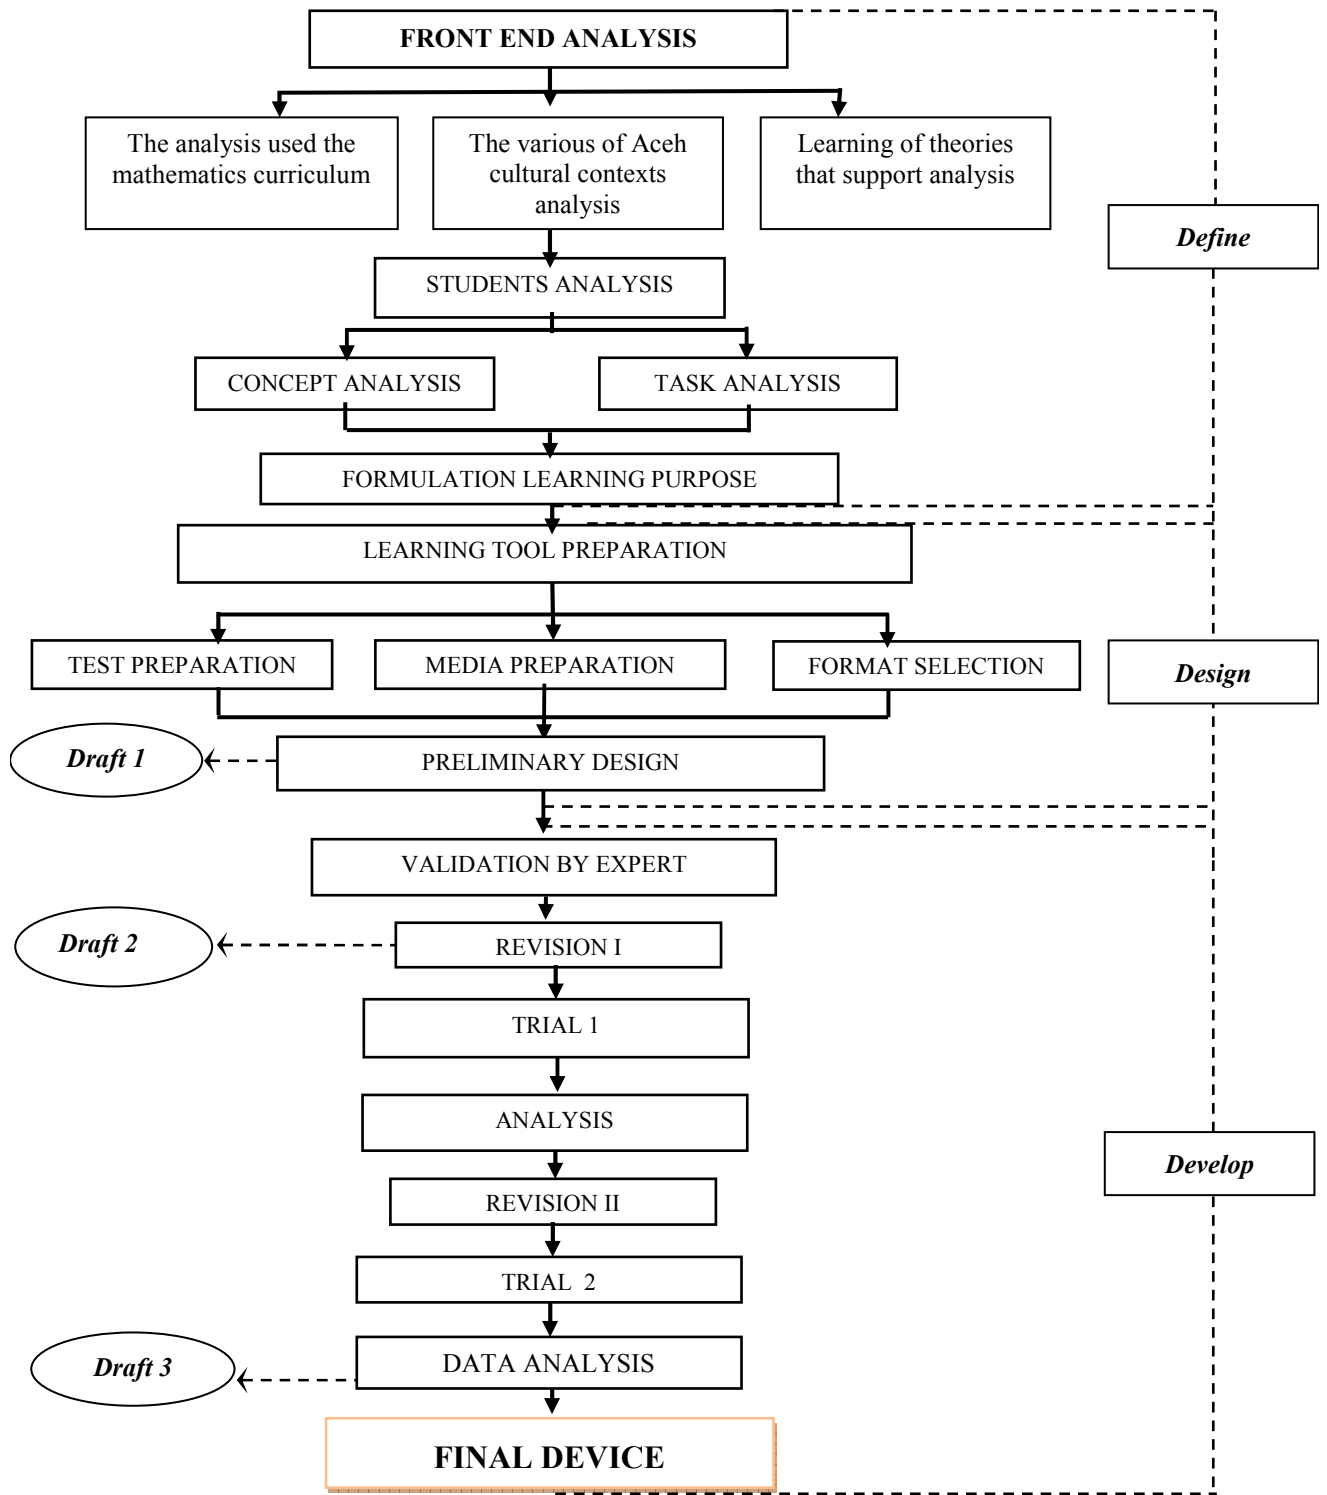 FRONT END ANALYSIS
The analysis used the
mathematics curriculum
The various of Aceh
cultural contexts
analysis
Learning of theories
that support analysis
Define
STUDENTS ANALYSIS
CONCEPT ANALYSIS
TASK ANALYSIS
FORMULATION LEARNING PURPOSE
LEARNING TOOL PREPARATION
TEST PREPARATION
MEDIA PREPARATION
FORMAT SELECTION
Design
Draft 1
PRELIMINARY DESIGN
VALIDATION BY EXPERT
Draft 2
REVISION I
TRIAL 1
ANALYSIS
Develop
REVISION II
TRIAL 2
Draft 3
DATA ANALYSIS
FINAL DEVICE